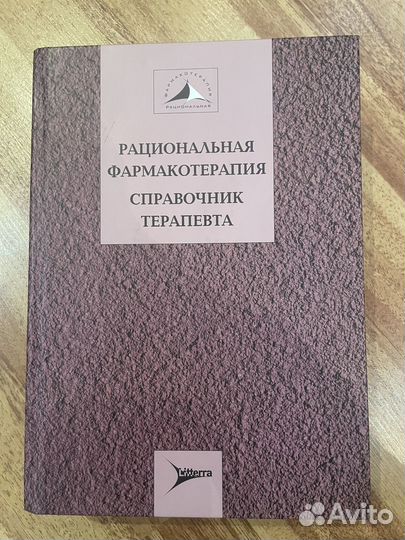 ФАРМАКОТЕРАПИЯ
РАЦИОНАЛЬНАЯ
РАЦИОНАЛЬНАЯ
ФАРМАКОТЕРАПИЯ
СПРАВОЧНИК
ТЕРАПЕВТА
Litterra
Avito